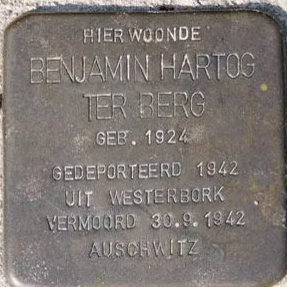 HIER WOONDE
BENJAMIN HARTOG
TER BERG
GEB. 1924
GEDEPORTEERD 1942
UIT WESTERBORK
VERMOORD 30.9.1942
AUSCHWITZ